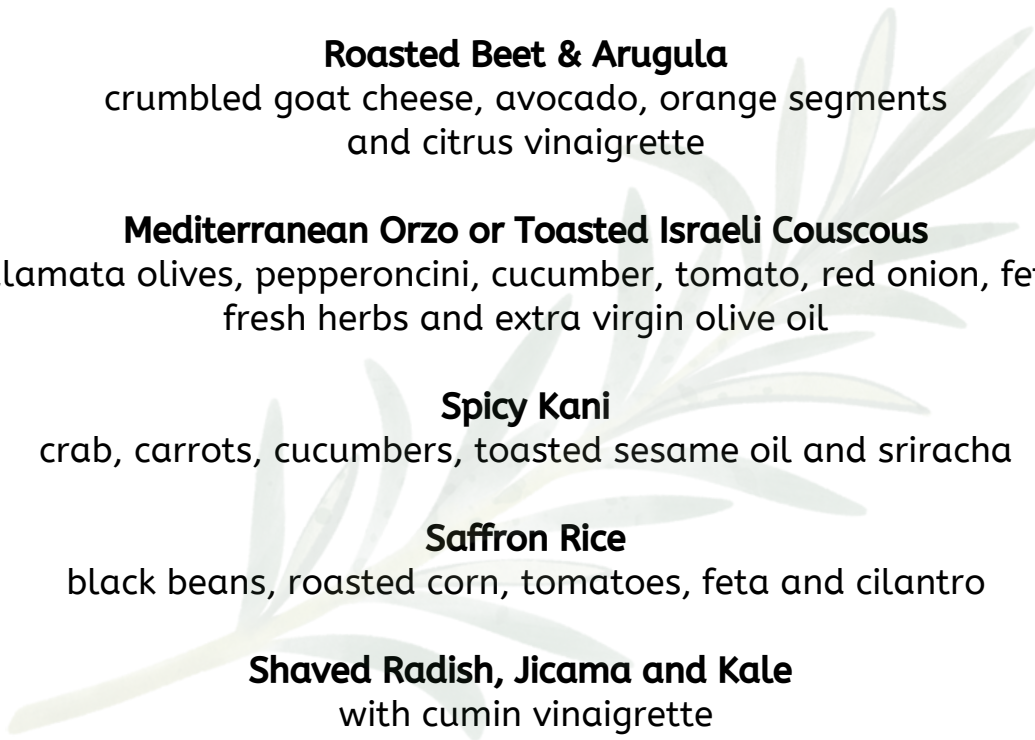 Roasted Beet & Arugula
crumbled goat cheese, avocado, orange segments
and citrus vinaigrette
Mediterranean Orzo or Toasted Israeli Couscous
olives, pepperoncini, cucumber, tomato, red onion,
fresh herbs and extra virgin olive oil
Spicy Kani
crab, carrots, cucumbers, toasted sesame oil and sriracha
Saffron Rice
black beans, roasted corn, tomatoes, feta and cilantro
Shaved Radish, Jicama and Kale
with cumin vinaigrette